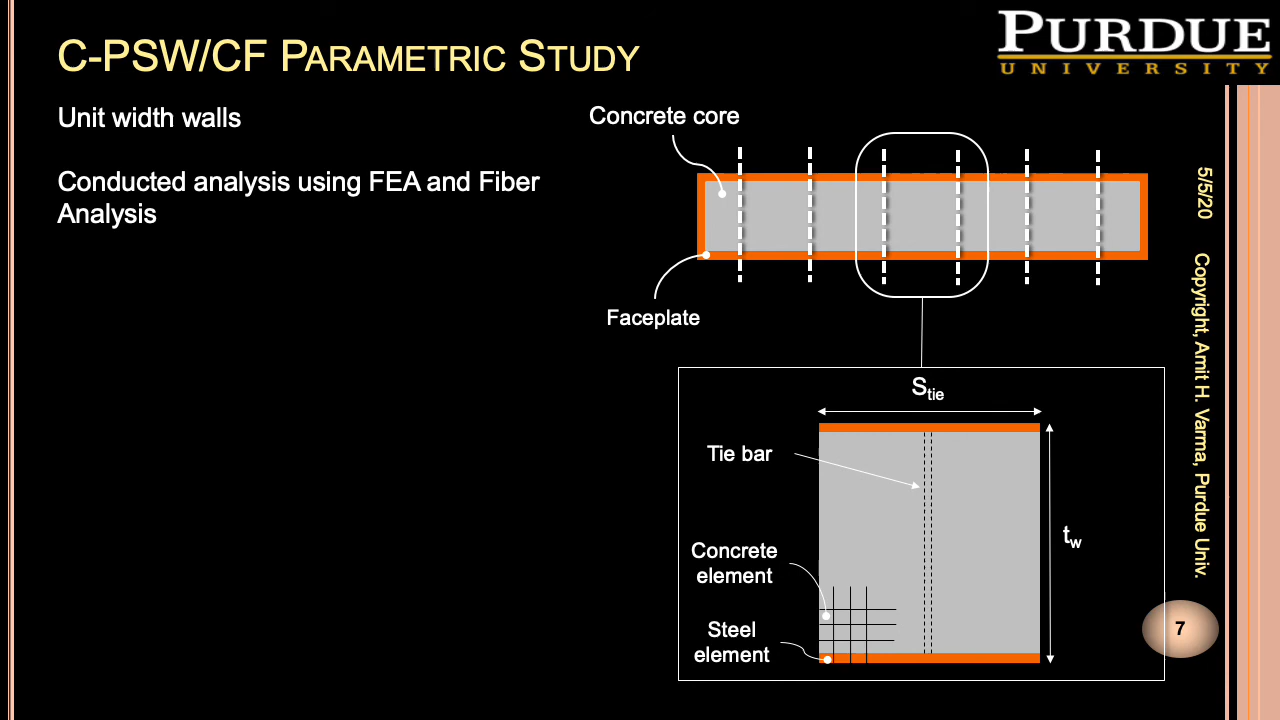 C-PSW/CF PARAMETRIC STUDY
PURDUE
UNIVERSITY
Unit width walls
Conducted analysis using FEA and Fiber
Analysis
Concrete core
Faceplate
Stie
Tie bar
tw
Concrete
element
Steel
element
5/5/20
Copyright, Amit H. Varma, Purdue Univ.
7